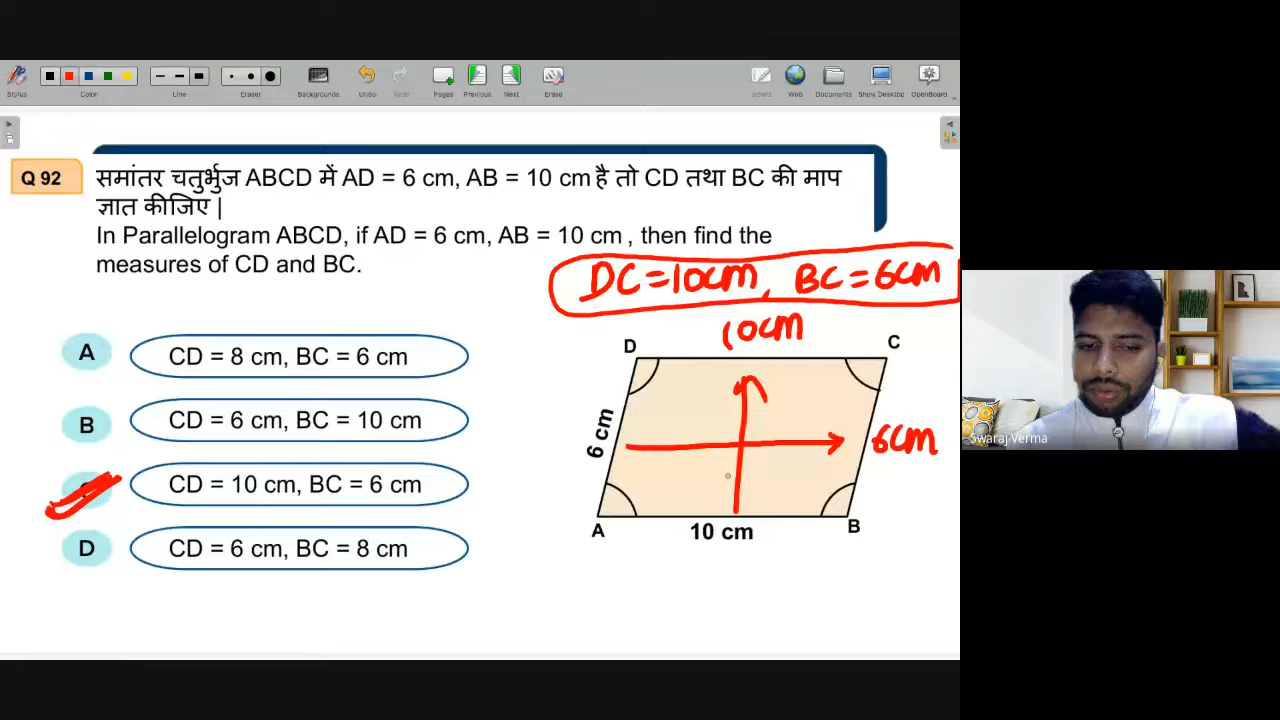 Stylus
Color
Line
Eraser
Backgrounds
Undo
Redo
Pages
Previous
Next
Erase
Board
Web
Documents
Show Desktop
OpenBoard
Q 92
समांतर चतुर्भुज ABCD में AD = 6 cm, AB = 10 cm है तो CD तथा BC की माप
ज्ञात कीजिए |
In Parallelogram ABCD, if AD = 6 cm, AB = 10 cm , then find the
measures of CD and BC.
DC=10cm, BC=6cm
10cm
D
C
A
CD = 8 cm, BC = 6 cm
B
CD = 6 cm, BC = 10 cm
6 cm
6cm
CD = 10 cm, BC = 6 cm
A
10 cm
B
D
CD = 6 cm, BC = 8 cm
Swaraj Verma